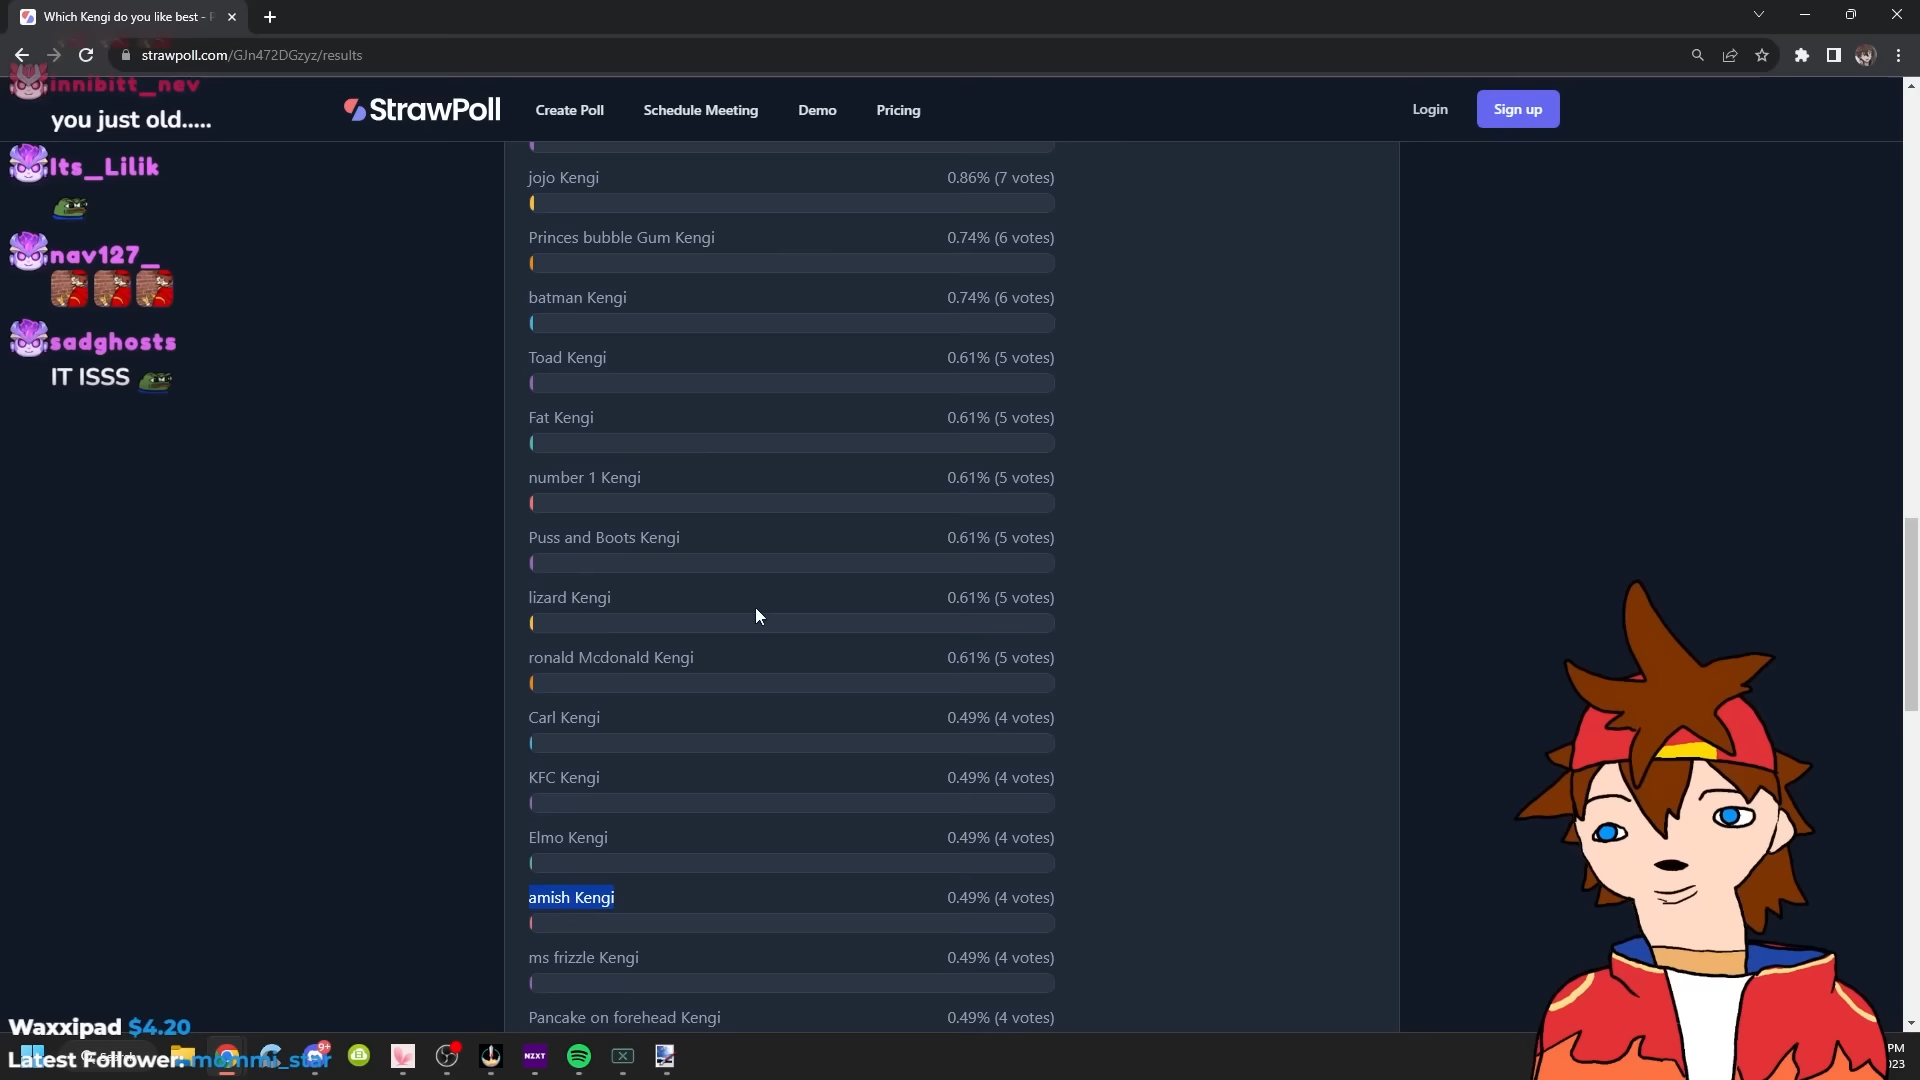 Which Kengi do you like best -
strawpoll.com/GJn472DGzyz/results
innibitt_nev
you just old.....
StrawPoll
Create Poll
Schedule Meeting
Demo
Pricing
Login
Sign up
Its_Lilik
nav127_
sadghosts
IT ISSS
jojo Kengi 0.86% (7 votes)
Princes bubble Gum Kengi 0.74% (6 votes)
batman Kengi 0.74% (6 votes)
Toad Kengi 0.61% (5 votes)
Fat Kengi 0.61% (5 votes)
number 1 Kengi 0.61% (5 votes)
Puss and Boots Kengi 0.61% (5 votes)
lizard Kengi 0.61% (5 votes)
ronald Mcdonald Kengi 0.61% (5 votes)
Carl Kengi 0.49% (4 votes)
KFC Kengi 0.49% (4 votes)
Elmo Kengi 0.49% (4 votes)
amish Kengi 0.49% (4 votes)
ms frizzle Kengi 0.49% (4 votes)
Pancake on forehead Kengi 0.49% (4 votes)
Waxxipad $4.20
Latest Follower: mommi_star
9+
NZXT
PM